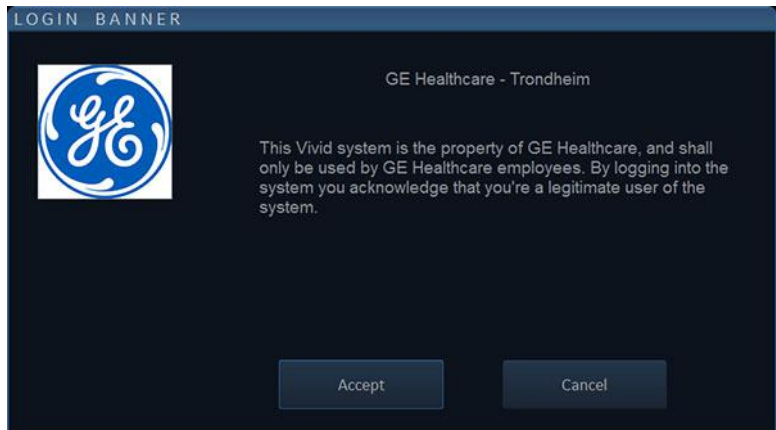 LOGIN BANNER
GE
GE Healthcare - Trondheim
This Vivid system is the property of GE Healthcare, and shall
only be used by GE Healthcare employees. By logging into the
system you acknowledge that you're a legitimate user of the
system.
Accept
Cancel